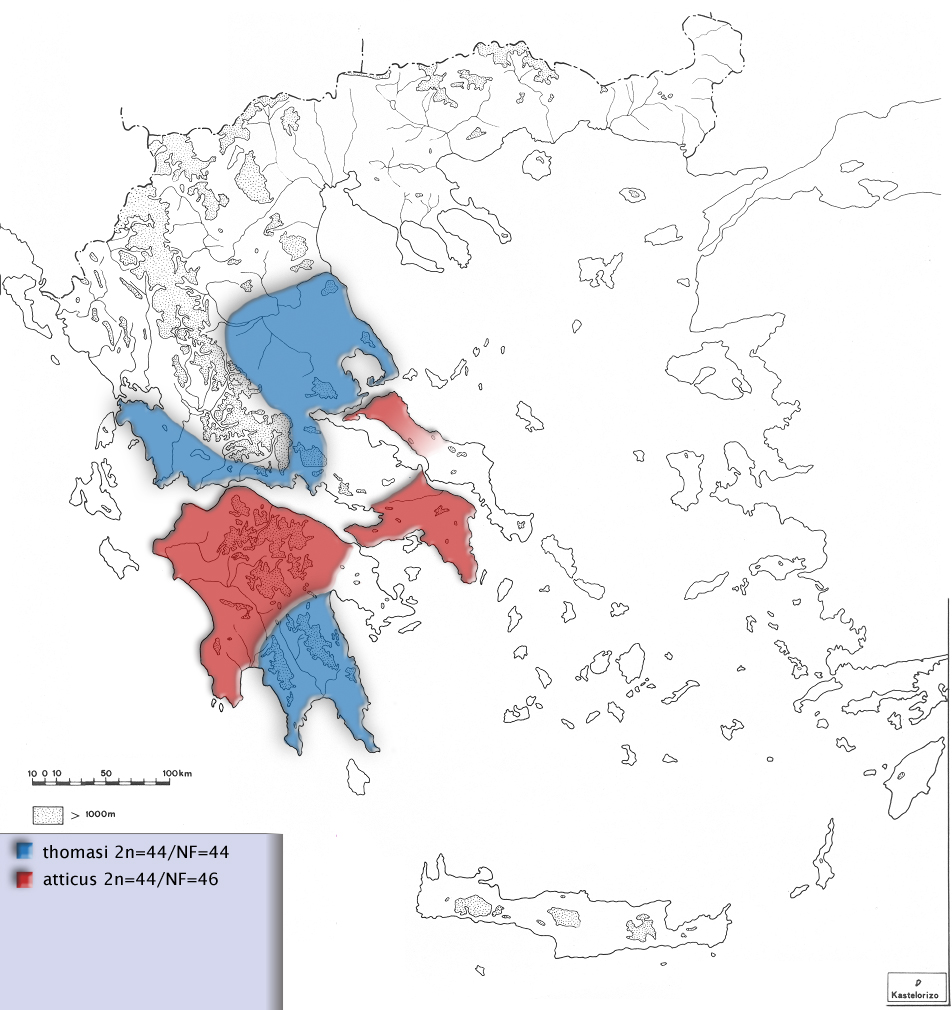 10 0 10 50 100km
> 1000m
thomasi 2n=44/NF=44
atticus 2n=44/NF=46
Kastelorizo